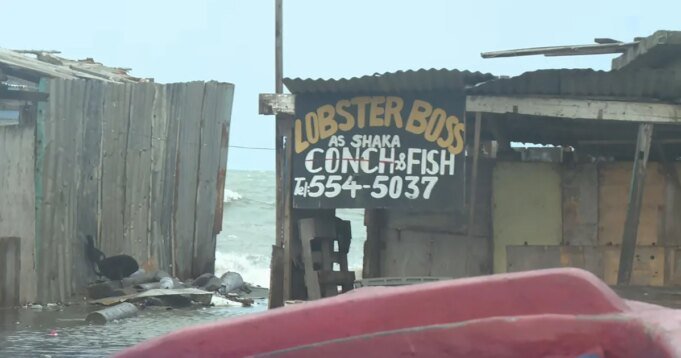 LOBSTER BOSS
AS SHAKA
CONCH & FISH
Tel: 554-5037